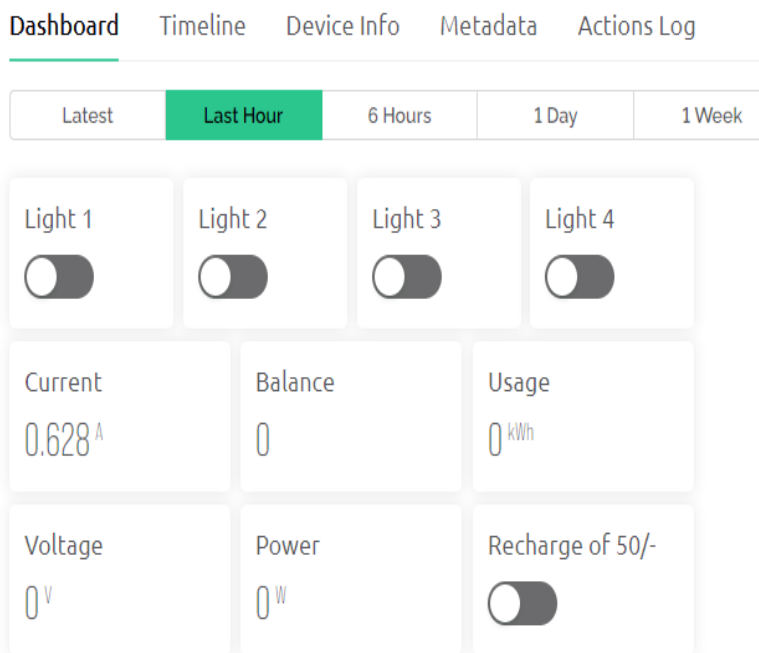 Dashboard Timeline Device Info Metadata Actions Log
Latest Last Hour 6 Hours 1 Day 1 Week
Light 1 Light 2 Light 3 Light 4
Current Balance Usage
0.628 A 0 0 kWh
Voltage Power Recharge of 50/-
0 V 0 W